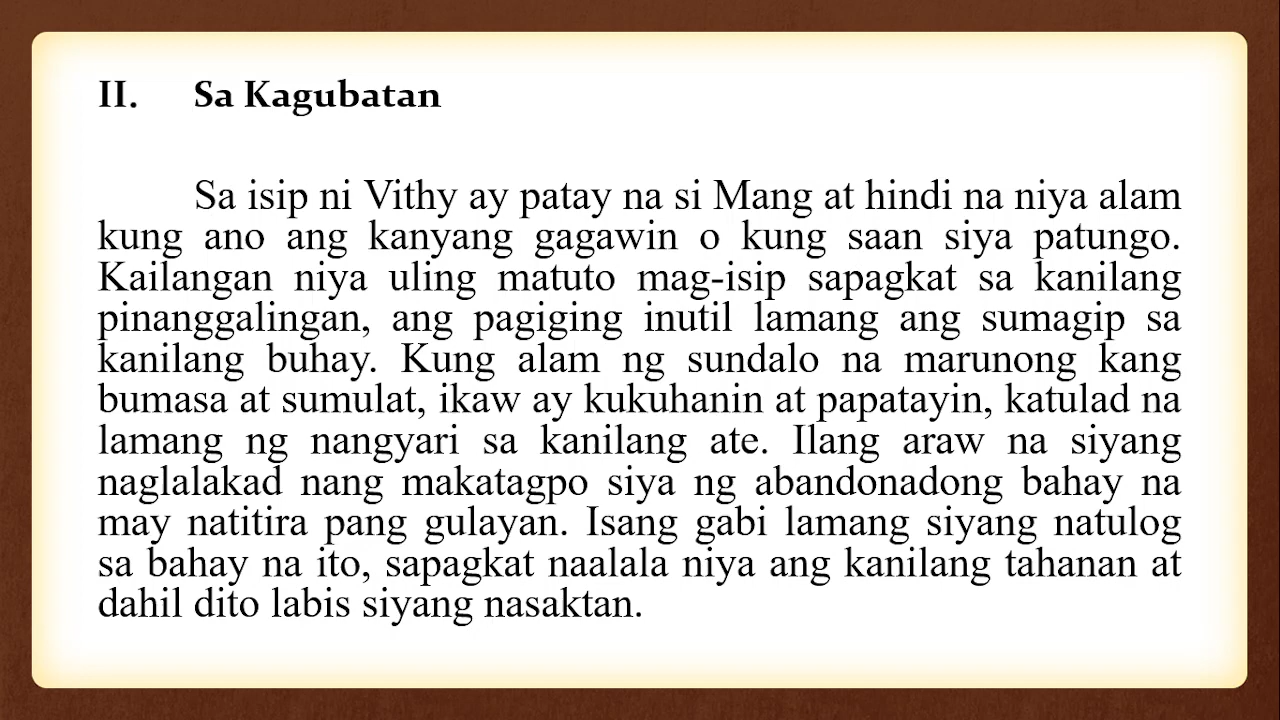 II. Sa Kagubatan
Sa isip ni Vithy ay patay na si Mang at hindi na niya alam
kung ano ang kanyang gagawin o kung saan siya patungo.
Kailangan niya uling matuto mag-isip sapagkat sa kanilang
pinanggalingan, ang pagiging inutil lamang ang sumagip sa
kanilang buhay. Kung alam ng sundalo na marunong kang
bumasa at sumulat, ikaw ay kukuhanin at papatayin, katulad na
lamang ng nangyari sa kanilang ate. Ilang araw na siyang
naglalakad nang makatagpo siya ng abandonadong bahay na
may natitira pang gulayan. Isang gabi lamang siyang natulog
sa bahay na ito, sapagkat naalala niya ang kanilang tahanan at
dahil dito labis siyang nasaktan.